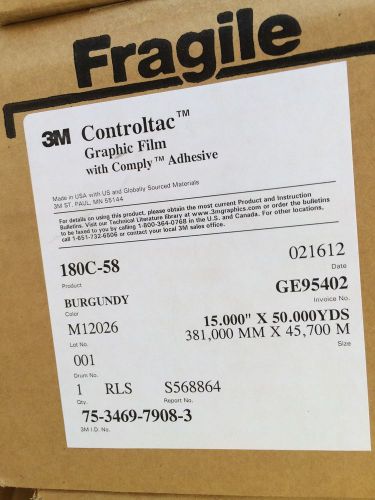 Fragile
3M Controltac™
Graphic Film
with Comply™ Adhesive
Made in USA with US and Globally Sourced Materials
3M ST. PAUL, MN 55144
For details on using this product, please obtain the most current Product and Instruction
Bulletins. Visit our Technical Literature library at www.3mgraphics.com or order the bulletins
to be faxed to you by calling 1-800-364-0768 in the U.S. and Canada. For other locations,
call 1-651-732-6506 or contact your local 3M sales office.
180C-58 021612
Product Date
BURGUNDY GE95402
Color Invoice No.
M12026 15.000" X 50.000YDS
Lot No. 381,000 MM X 45,700 M
001 Size
Drum No.
1 RLS S568864
Qty. Report No.
75-3469-7908-3
3M I.D. No.